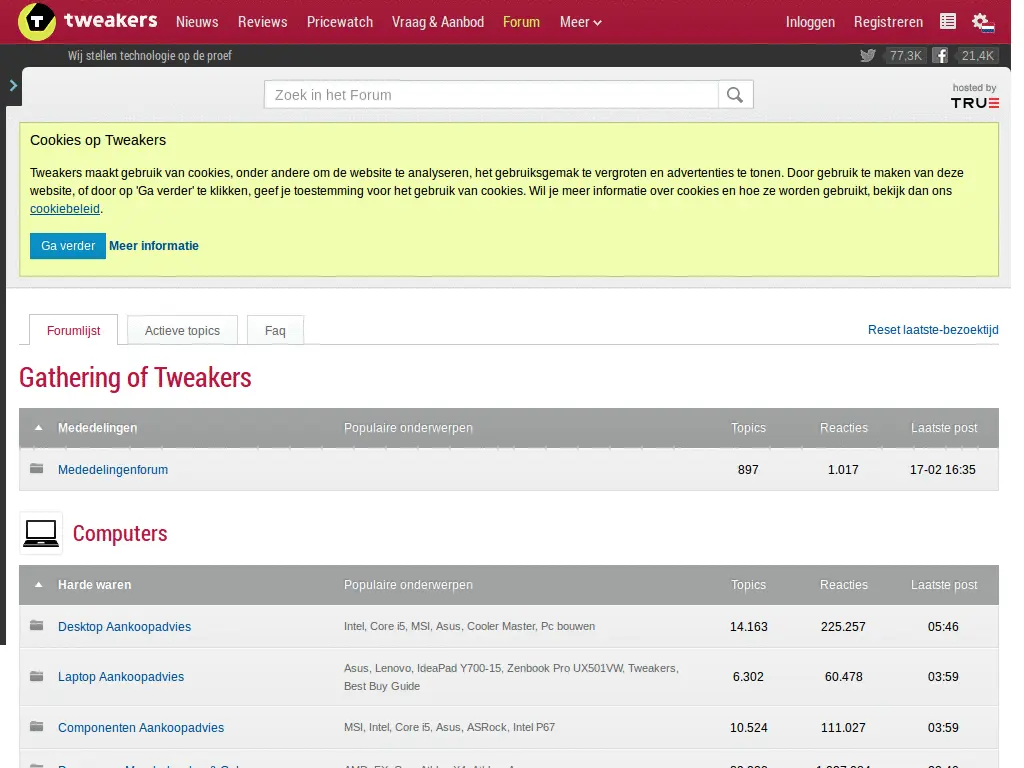 tweakers Nieuws Reviews Pricewatch Vraag & Aanbod Forum Meer Inloggen Registreren
Wij stellen technologie op de proef 77,3K 21,4K
Zoek in het Forum
hosted by
TRUE
Cookies op Tweakers
Tweakers maakt gebruik van cookies, onder andere om de website te analyseren, het gebruiksgemak te vergroten en advertenties te tonen. Door gebruik te maken van deze
website, of door op 'Ga verder' te klikken, geef je toestemming voor het gebruik van cookies. Wil je meer informatie over cookies en hoe ze worden gebruikt, bekijk dan ons
cookiebeleid.
Ga verder Meer informatie
Forumlijst Actieve topics Faq Reset laatste-bezoektijd
Gathering of Tweakers
Mededelingen Populaire onderwerpen Topics Reacties Laatste post
Mededelingenforum 897 1.017 17-02 16:35
Computers
Harde waren Populaire onderwerpen Topics Reacties Laatste post
Desktop Aankoopadvies Intel, Core i5, MSI, Asus, Cooler Master, Pc bouwen 14.163 225.257 05:46
Laptop Aankoopadvies Asus, Lenovo, IdeaPad Y700-15, Zenbook Pro UX501VW, Tweakers,
Best Buy Guide 6.302 60.478 03:59
Componenten Aankoopadvies MSI, Intel, Core i5, Asus, ASRock, Intel P67 10.524 111.027 03:59